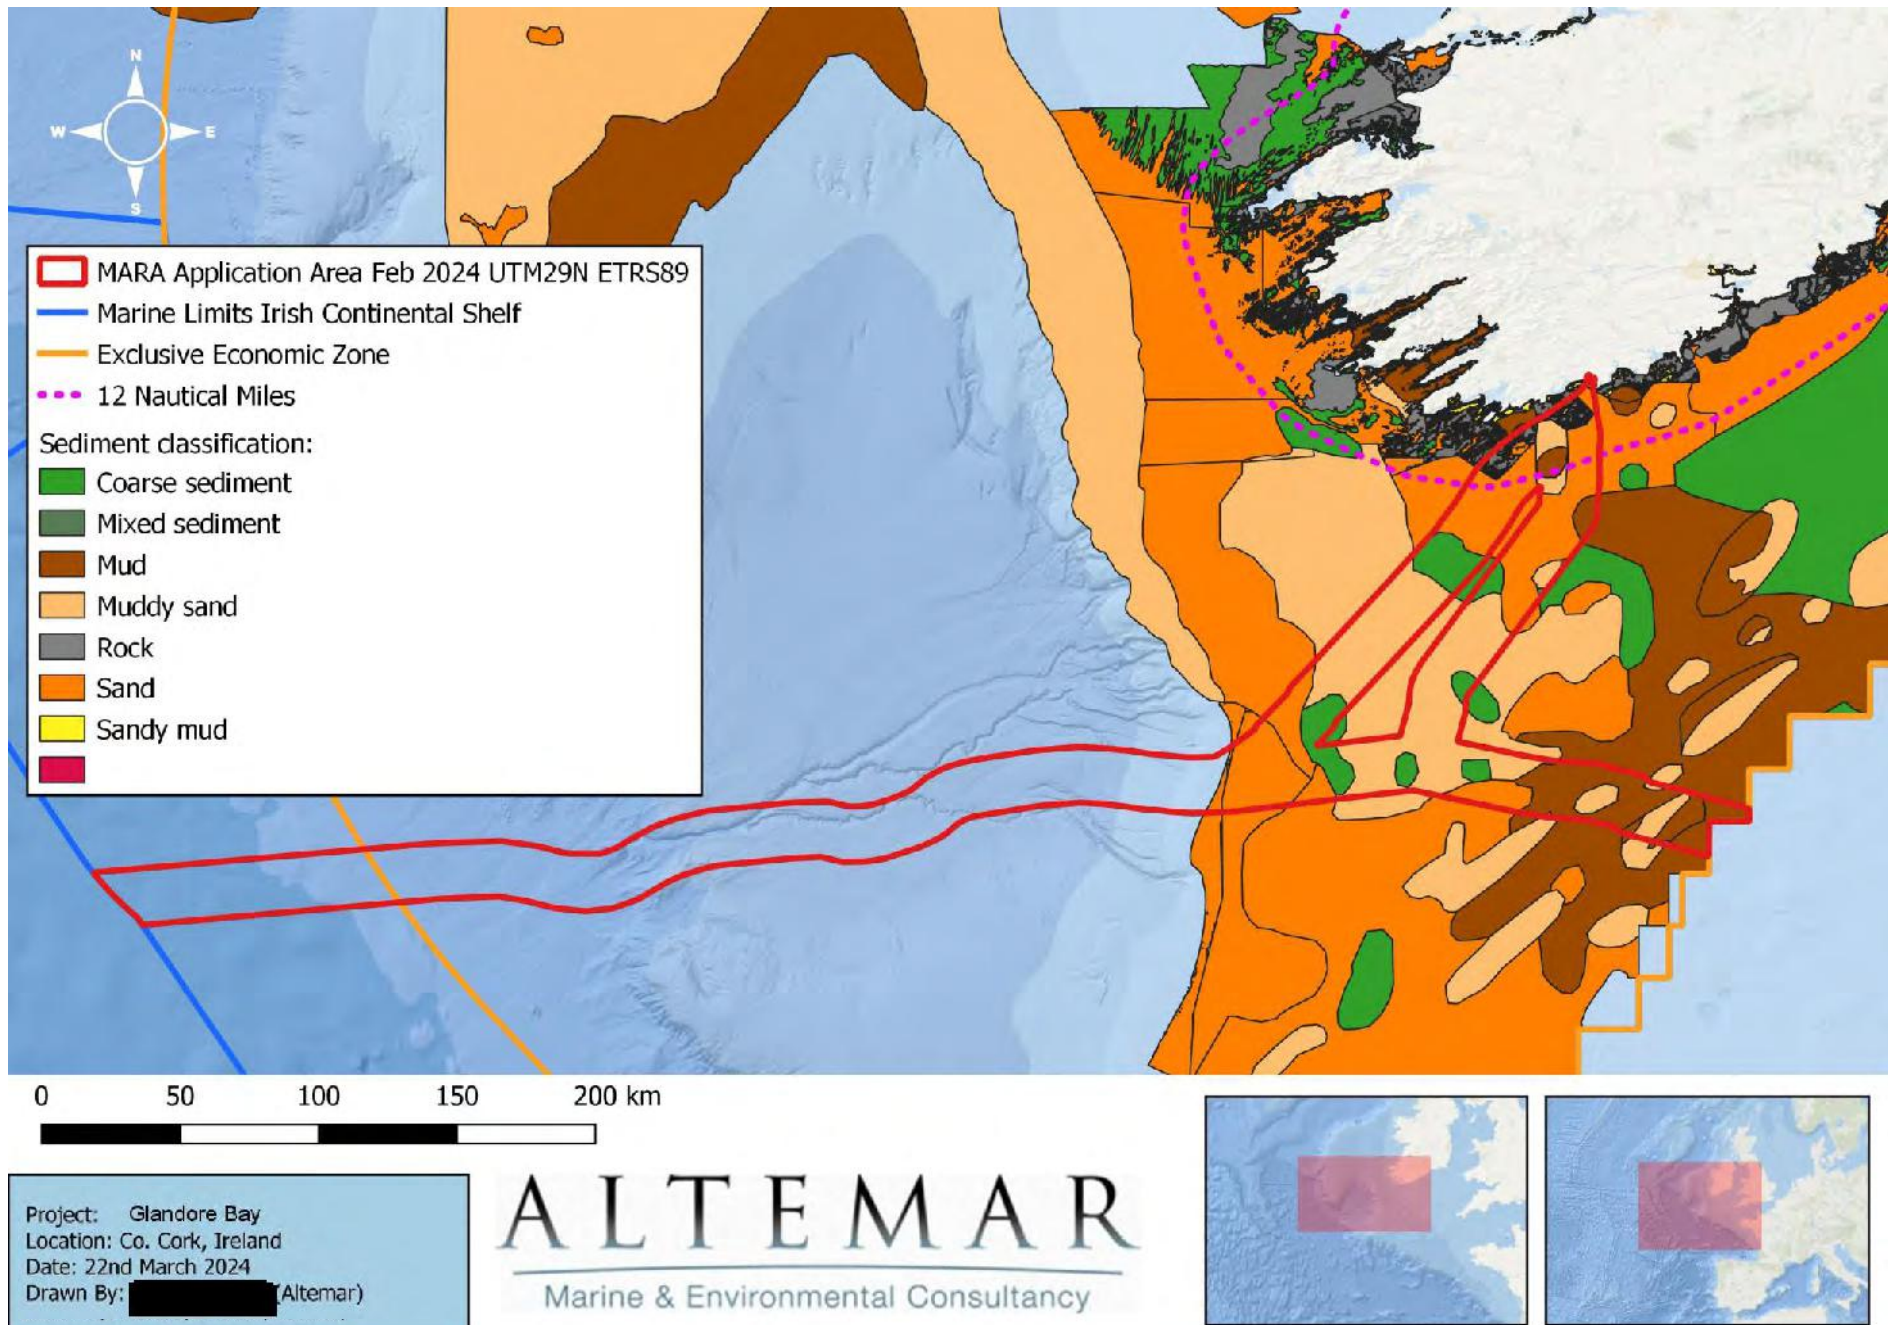 N
W E
S
MARA Application Area Feb 2024 UTM29N ETRS89
Marine Limits Irish Continental Shelf
Exclusive Economic Zone
12 Nautical Miles
Sediment classification:
Coarse sediment
Mixed sediment
Mud
Muddy sand
Rock
Sand
Sandy mud
0 50 100 150 200 km
Project: Glandore Bay
Location: Co. Cork, Ireland
Date: 22nd March 2024
Drawn By: (Altemar)
ALTEMAR
Marine & Environmental Consultancy